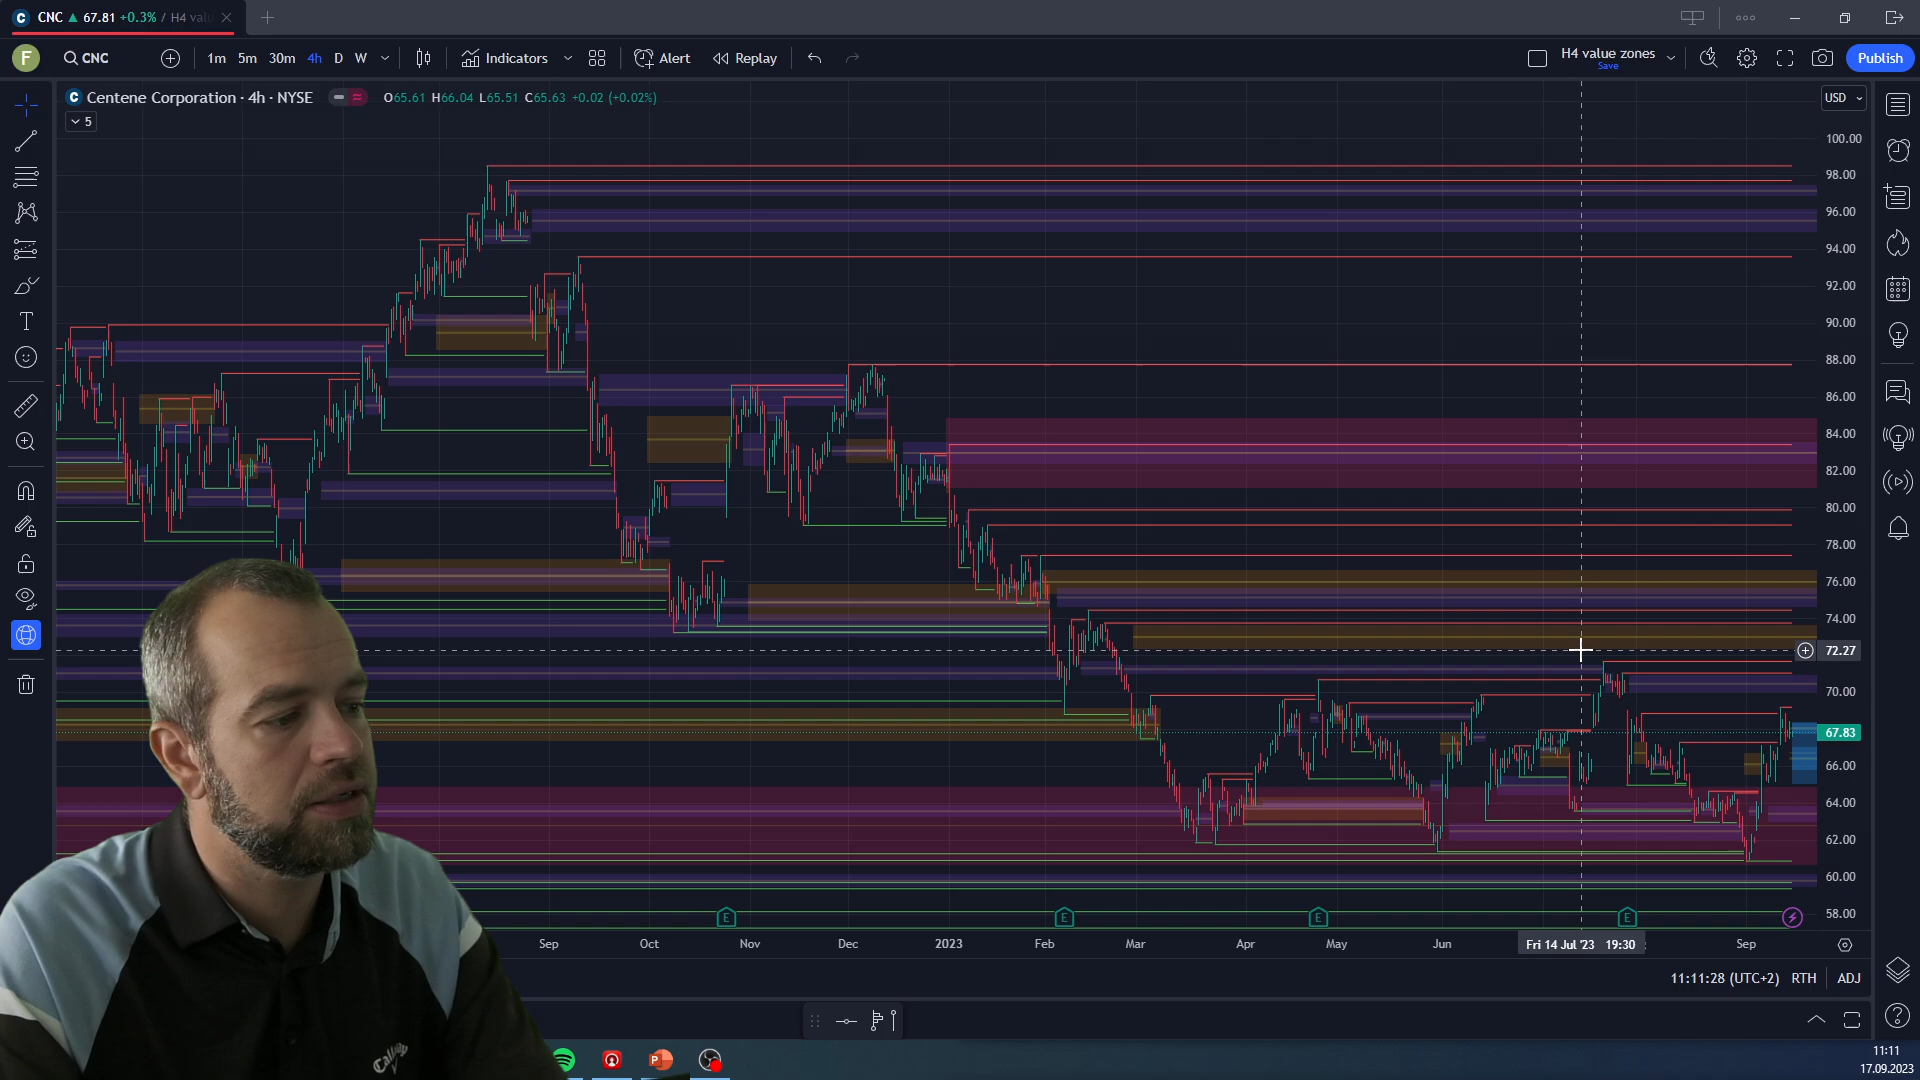 C CNC ▲ 67.81 +0.3% / H4 val
F CNC 1m 5m 30m 4h D W Indicators Alert Replay H4 value zones Save Publish
C Centene Corporation · 4h · NYSE O65.61 H66.04 L65.51 C65.63 +0.02 (+0.02%)
USD
5
100.00
98.00
96.00
94.00
92.00
90.00
88.00
86.00
84.00
82.00
80.00
78.00
76.00
74.00
72.27
70.00
67.83
66.00
64.00
62.00
60.00
58.00
E E E E
Sep Oct Nov Dec 2023 Feb Mar Apr May Jun Fri 14 Jul '23 19:30 Sep
11:11:28 (UTC+2) RTH ADJ
Callaway
P
11:11
17.09.2023